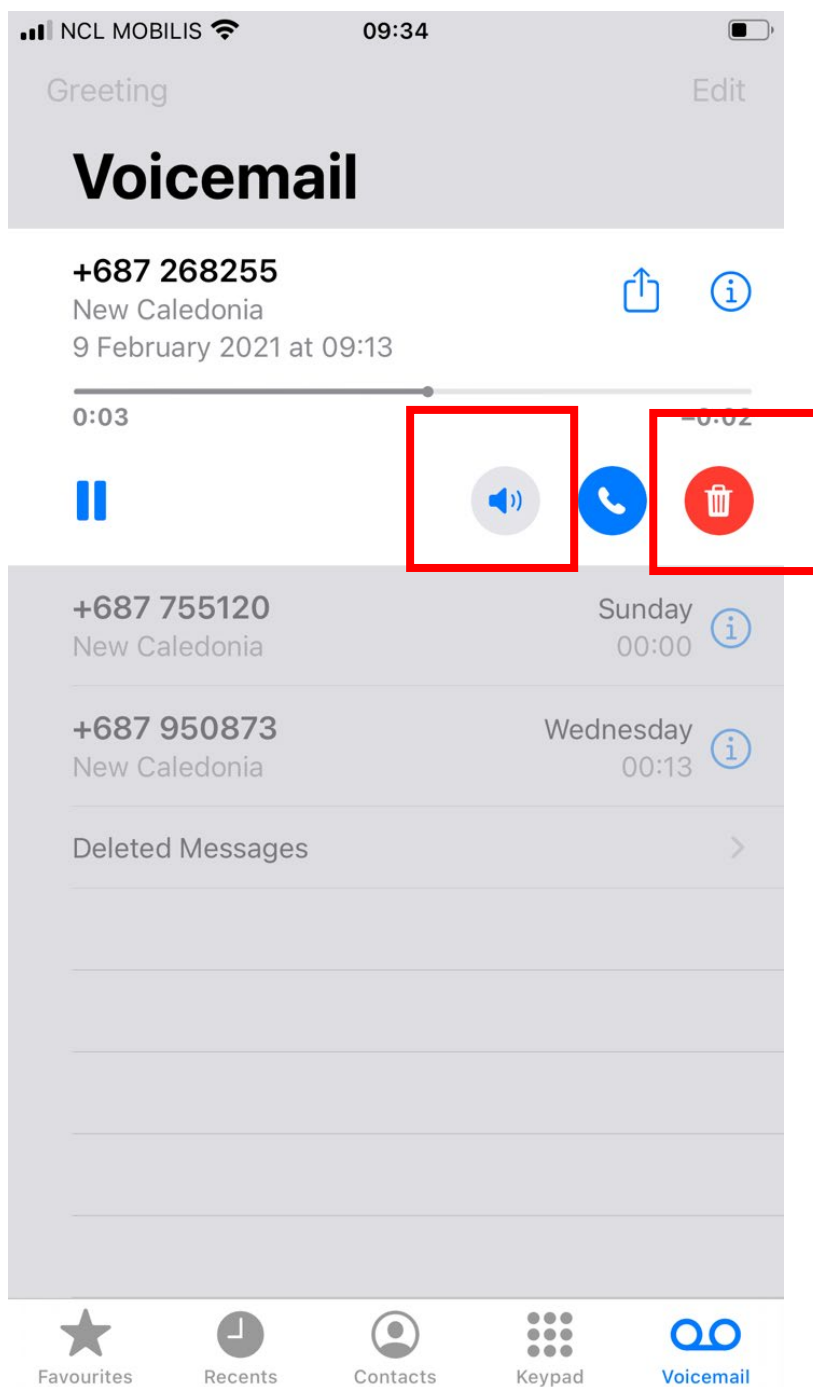 NCL MOBILIS 09:34
Greeting Edit
Voicemail
+687 268255
New Caledonia
9 February 2021 at 09:13
0:03 −0:02
+687 755120 Sunday
New Caledonia 00:00
+687 950873 Wednesday
New Caledonia 00:13
Deleted Messages
Favourites Recents Contacts Keypad Voicemail